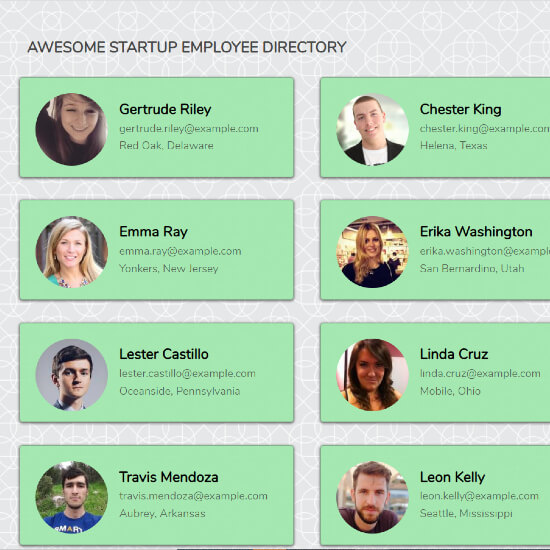 AWESOME STARTUP EMPLOYEE DIRECTORY
Gertrude Riley
gertrude.riley@example.com
Red Oak, Delaware
Chester King
chester.king@example.com
Helena, Texas
Emma Ray
emma.ray@example.com
Yonkers, New Jersey
Erika Washington
erika.washington@examp
San Bernardino, Utah
Lester Castillo
lester.castillo@example.com
Oceanside, Pennsylvania
Linda Cruz
linda.cruz@example.com
Mobile, Ohio
Travis Mendoza
travis.mendoza@example.com
Aubrey, Arkansas
Leon Kelly
leon.kelly@example.com
Seattle, Mississippi